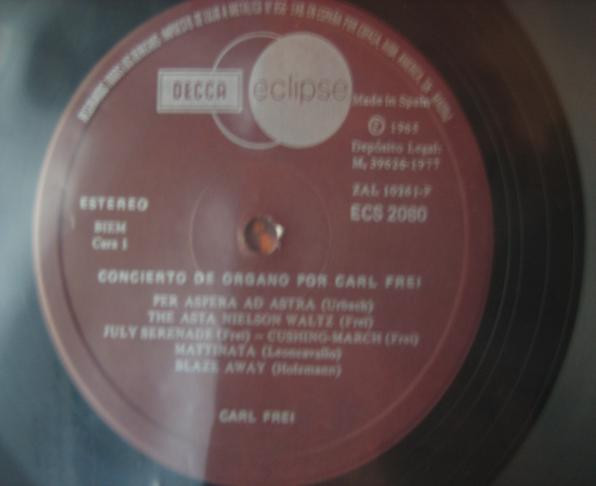 DECCA eclipse
Made in Spain
Ⓟ 1965
Depósito Legal:
M. 39626-1977
ZAL 10261-P
ECS 2080
ESTEREO
BIEM
Cara 1
CONCIERTO DE ORGANO POR CARL FREI
PER ASPERA AD ASTRA (Urbach)
THE ASTA NIELSON WALTZ (Frei)
JULY SERENADE (Frei) - CUSHING-MARCH (Frei)
MATTINATA (Leoncavallo)
BLAZE AWAY (Holzmann)
CARL FREI